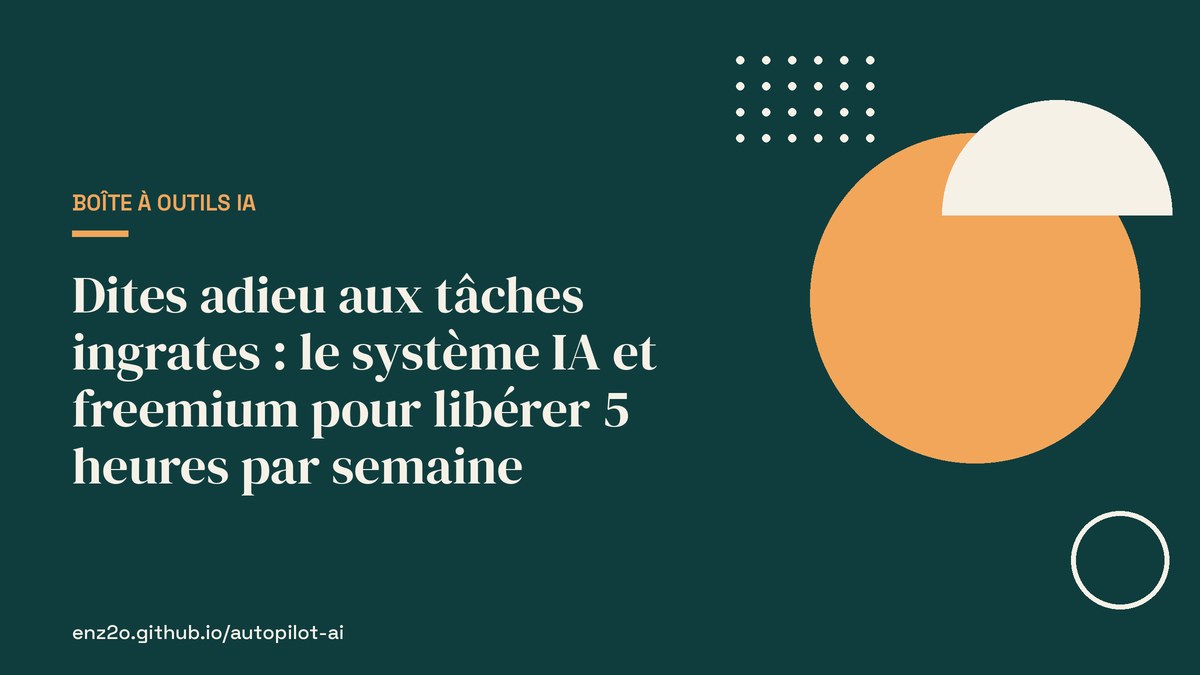 BOÎTE À OUTILS IA
Dites adieu aux tâches
ingrates : le système IA et
freemium pour libérer 5
heures par semaine
enz2o.github.io/autopilot-ai